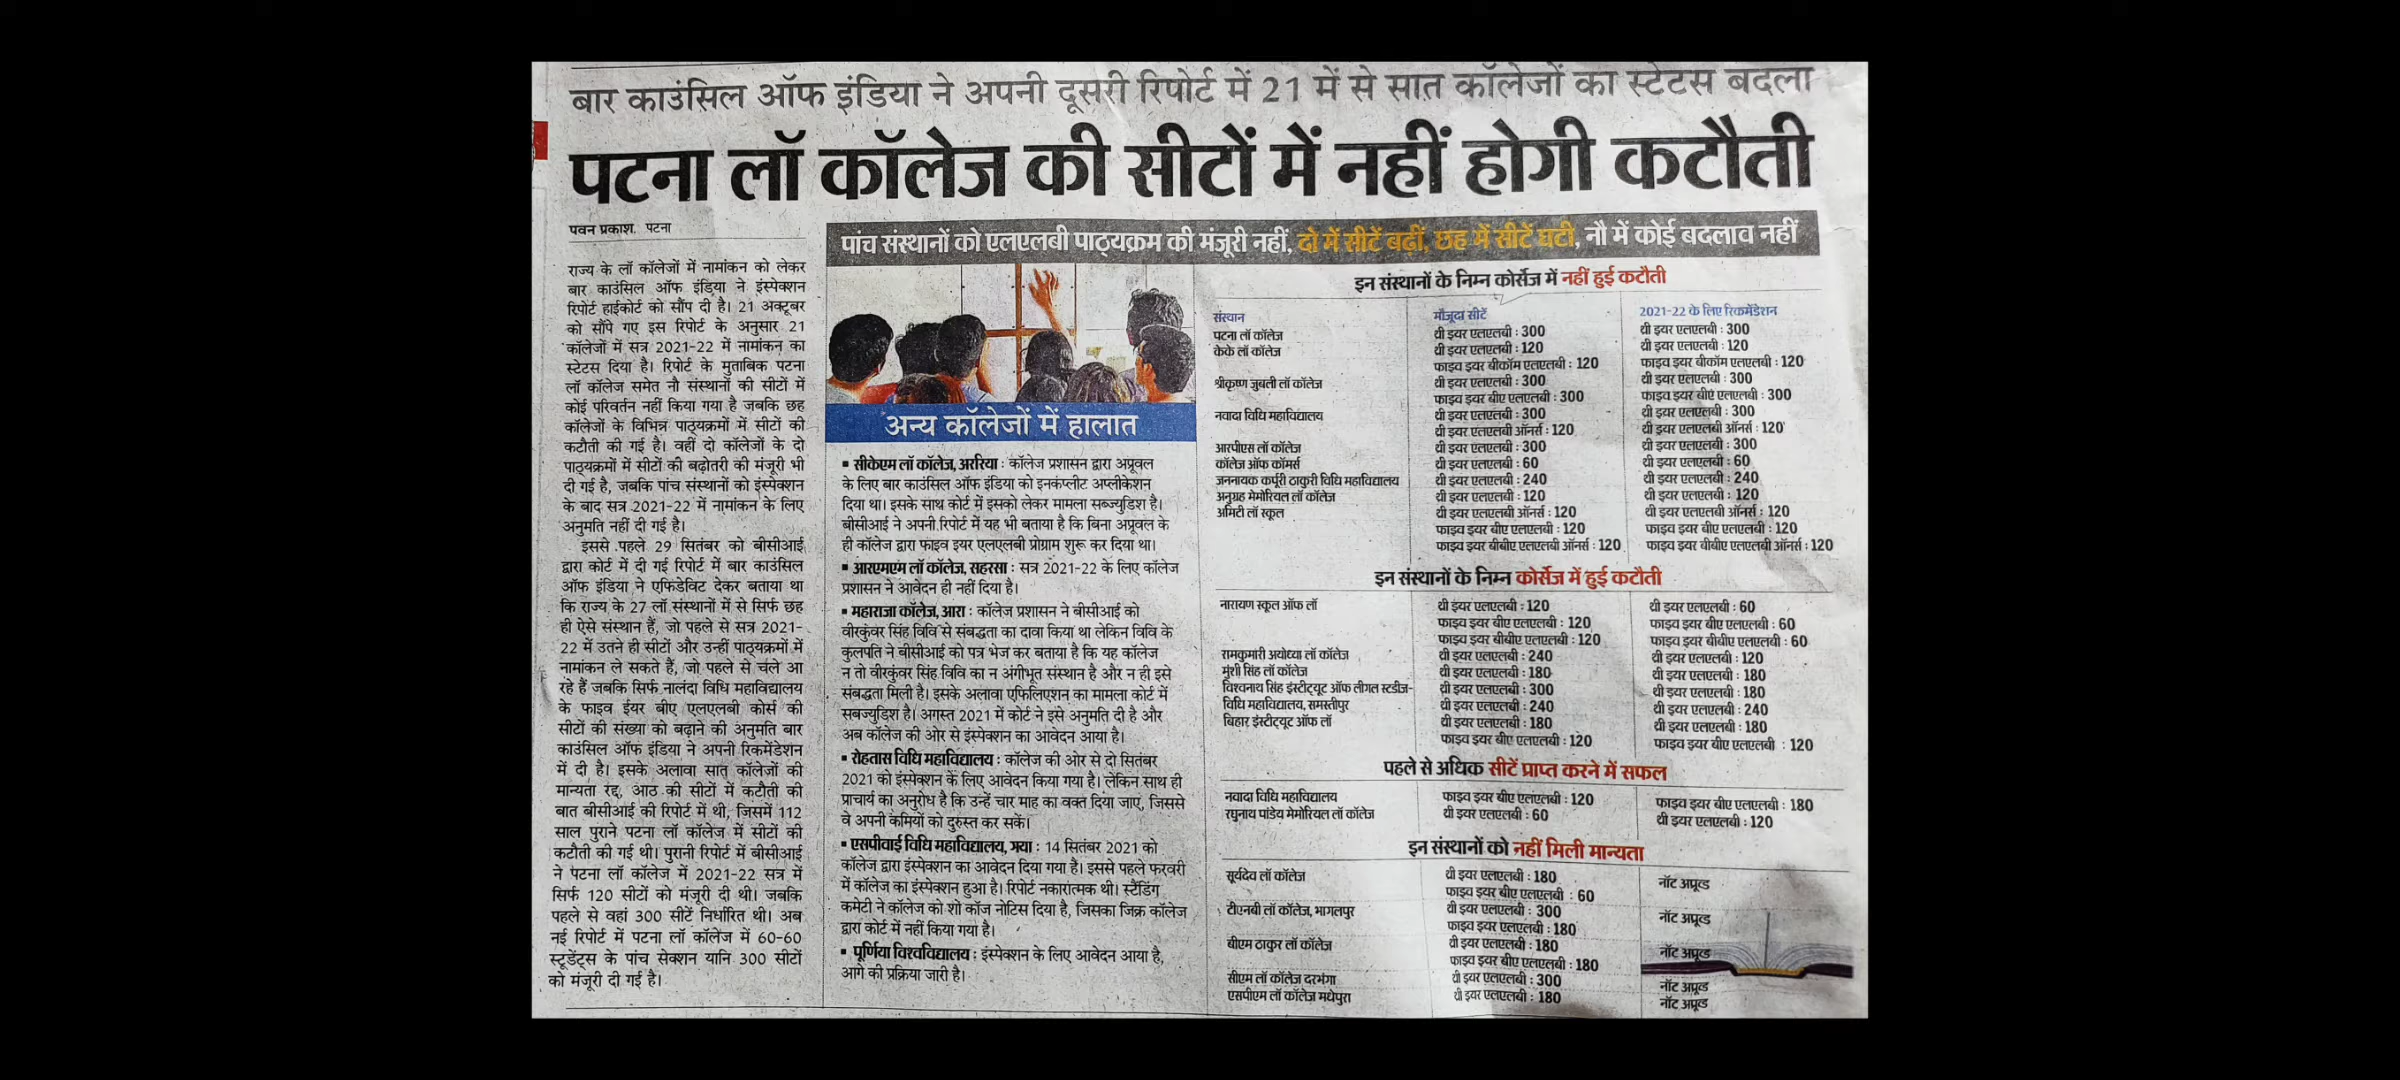 बार काउंसिल ऑफ इंडिया ने अपनी दूसरी रिपोर्ट में 21 में से सात कॉलेजों का स्टेटस बदला
पटना लॉ कॉलेज की सीटों में नहीं होगी कटौती
पवन प्रकाश. पटना
राज्य के लॉ कॉलेजों में नामांकन को लेकर
बार काउंसिल ऑफ इंडिया ने इंस्पेक्शन
रिपोर्ट हाईकोर्ट को सौंप दी है। 21 अक्टूबर
को सौंपे गए इस रिपोर्ट के अनुसार 21
कॉलेजों में सत्र 2021-22 में नामांकन का
स्टेटस दिया है। रिपोर्ट के मुताबिक पटना
लॉ कॉलेज समेत नौ संस्थानों की सीटों में
कोई परिवर्तन नहीं किया गया है जबकि छह
कॉलेजों के विभिन्न पाठ्यक्रमों में सीटों की
कटौती की गई है। वहीं दो कॉलेजों के दो
पाठ्यक्रमों में सीटों की बढ़ोतरी की मंजूरी भी
दी गई है, जबकि पांच संस्थानों को इंस्पेक्शन
के बाद सत्र 2021-22 में नामांकन के लिए
अनुमति नहीं दी गई है।
इससे पहले 29 सितंबर को बीसीआई
द्वारा कोर्ट में दी गई रिपोर्ट में बार काउंसिल
ऑफ इंडिया ने एफिडेविट देकर बताया था
कि राज्य के 27 लॉ संस्थानों में से सिर्फ छह
ही ऐसे संस्थान हैं, जो पहले से सत्र 2021-
22 में उतने ही सीटों और उन्हीं पाठ्यक्रमों में
नामांकन ले सकते हैं, जो पहले से चले आ
रहे हैं जबकि सिर्फ नालंदा विधि महाविद्यालय
के फाइव ईयर बीए एलएलबी कोर्स की
सीटों की संख्या को बढ़ाने की अनुमति बार
काउंसिल ऑफ इंडिया ने अपनी रिकमेंडेशन
में दी है। इसके अलावा सात कॉलेजों की
मान्यता रद्द, आठ की सीटों में कटौती की
बात बीसीआई की रिपोर्ट में थी, जिसमें 112
साल पुराने पटना लॉ कॉलेज में सीटों की
कटौती की गई थी। पुरानी रिपोर्ट में बीसीआई
ने पटना लॉ कॉलेज में 2021-22 सत्र में
सिर्फ 120 सीटों को मंजूरी दी थी। जबकि
पहले से वहां 300 सीटें निर्धारित थी। अब
नई रिपोर्ट में पटना लॉ कॉलेज में 60-60
स्टूडेंट्स के पांच सेक्शन यानि 300 सीटों
को मंजूरी दी गई है।
पांच संस्थानों को एलएलबी पाठ्यक्रम की मंजूरी नहीं, दो में सीटें बढ़ीं, छह में सीटें घटी, नौ में कोई बदलाव नहीं
अन्य कॉलेजों में हालात
▪ सीकेएम लॉ कॉलेज, अररिया : कॉलेज प्रशासन द्वारा अप्रूवल
के लिए बार काउंसिल ऑफ इंडिया को इनकंप्लीट अप्लीकेशन
दिया था। इसके साथ कोर्ट में इसको लेकर मामला सब्ज्युडिश है।
बीसीआई ने अपनी रिपोर्ट में यह भी बताया है कि बिना अप्रूवल के
ही कॉलेज द्वारा फाइव इयर एलएलबी प्रोग्राम शुरू कर दिया था।
▪ आरएमएम लॉ कॉलेज, सहरसा : सत्र 2021-22 के लिए कॉलेज
प्रशासन ने आवेदन ही नहीं दिया है।
▪ महाराजा कॉलेज, आरा : कॉलेज प्रशासन ने बीसीआई को
वीरकुंवर सिंह विवि से संबद्धता का दावा किया था लेकिन विवि के
कुलपति ने बीसीआई को पत्र भेज कर बताया है कि यह कॉलेज
न तो वीरकुंवर सिंह विवि का न अंगीभूत संस्थान है और न ही इसे
संबद्धता मिली है। इसके अलावा एफिलिएशन का मामला कोर्ट में
सबज्युडिश है। अगस्त 2021 में कोर्ट ने इसे अनुमति दी है और
अब कॉलेज की ओर से इंस्पेक्शन का आवेदन आया है।
▪ रोहतास विधि महाविद्यालय : कॉलेज की ओर से दो सितंबर
2021 को इंस्पेक्शन के लिए आवेदन किया गया है। लेकिन साथ ही
प्राचार्य का अनुरोध है कि उन्हें चार माह का वक्त दिया जाए, जिससे
वे अपनी कमियों को दुरुस्त कर सकें।
▪ एसपीवाई विधि महाविद्यालय, गया : 14 सितंबर 2021 को
कॉलेज द्वारा इंस्पेक्शन का आवेदन दिया गया है। इससे पहले फरवरी
में कॉलेज का इंस्पेक्शन हुआ है। रिपोर्ट नकारात्मक थी। स्टैंडिंग
कमेटी ने कॉलेज को शो कॉज नोटिस दिया है, जिसका जिक्र कॉलेज
द्वारा कोर्ट में नहीं किया गया है।
▪ पूर्णिया विश्वविद्यालय : इंस्पेक्शन के लिए आवेदन आया है,
आगे की प्रक्रिया जारी है।
इन संस्थानों के निम्न कोर्सेज में नहीं हुई कटौती
संस्थान मौजूदा सीटें 2021-22 के लिए रिकमेंडेशन
पटना लॉ कॉलेज थ्री इयर एलएलबी : 300 थ्री इयर एलएलबी : 300
केके लॉ कॉलेज थ्री इयर एलएलबी : 120 थ्री इयर एलएलबी : 120
फाइव इयर बीकॉम एलएलबी : 120 फाइव इयर बीकॉम एलएलबी : 120
श्रीकृष्ण जुबली लॉ कॉलेज थ्री इयर एलएलबी : 300 थ्री इयर एलएलबी : 300
फाइव इयर बीए एलएलबी : 300 फाइव इयर बीए एलएलबी : 300
नवादा विधि महाविद्यालय थ्री इयर एलएलबी : 300 थ्री इयर एलएलबी : 300
थ्री इयर एलएलबी ऑनर्स : 120 थ्री इयर एलएलबी ऑनर्स : 120
आरपीएस लॉ कॉलेज थ्री इयर एलएलबी : 300 थ्री इयर एलएलबी : 300
कॉलेज ऑफ कॉमर्स थ्री इयर एलएलबी : 60 थ्री इयर एलएलबी : 60
जननायक कर्पूरी ठाकुरी विधि महाविद्यालय थ्री इयर एलएलबी : 240 थ्री इयर एलएलबी : 240
अनुग्रह मेमोरियल लॉ कॉलेज थ्री इयर एलएलबी : 120 थ्री इयर एलएलबी : 120
अमिटी लॉ स्कूल थ्री इयर एलएलबी ऑनर्स : 120 थ्री इयर एलएलबी ऑनर्स : 120
फाइव इयर बीए एलएलबी : 120 फाइव इयर बीए एलएलबी : 120
फाइव इयर बीबीए एलएलबी ऑनर्स : 120 फाइव इयर बीबीए एलएलबी ऑनर्स : 120
इन संस्थानों के निम्न कोर्सेज में हुई कटौती
नारायण स्कूल ऑफ लॉ थ्री इयर एलएलबी : 120 थ्री इयर एलएलबी : 60
फाइव इयर बीए एलएलबी : 120 फाइव इयर बीए एलएलबी : 60
फाइव इयर बीबीए एलएलबी : 120 फाइव इयर बीबीए एलएलबी : 60
रामकुमारी अयोध्या लॉ कॉलेज थ्री इयर एलएलबी : 240 थ्री इयर एलएलबी : 120
मुंशी सिंह लॉ कॉलेज थ्री इयर एलएलबी : 180 थ्री इयर एलएलबी : 180
विश्वनाथ सिंह इंस्टीट्यूट ऑफ लीगल स्टडीज- थ्री इयर एलएलबी : 300 थ्री इयर एलएलबी : 180
विधि महाविद्यालय, समस्तीपुर थ्री इयर एलएलबी : 240 थ्री इयर एलएलबी : 240
बिहार इंस्टीट्यूट ऑफ लॉ थ्री इयर एलएलबी : 180 थ्री इयर एलएलबी : 180
फाइव इयर बीए एलएलबी : 120 फाइव इयर बीए एलएलबी : 120
पहले से अधिक सीटें प्राप्त करने में सफल
नवादा विधि महाविद्यालय फाइव इयर बीए एलएलबी : 120 फाइव इयर बीए एलएलबी : 180
रघुनाथ पांडेय मेमोरियल लॉ कॉलेज थ्री इयर एलएलबी : 60 थ्री इयर एलएलबी : 120
इन संस्थानों को नहीं मिली मान्यता
सूर्यदेव लॉ कॉलेज थ्री इयर एलएलबी : 180 नॉट अप्रूव्ड
फाइव इयर बीए एलएलबी : 60
टीएनबी लॉ कॉलेज, भागलपुर थ्री इयर एलएलबी : 300 नॉट अप्रूव्ड
फाइव इयर बीए एलएलबी : 180
बीएम ठाकुर लॉ कॉलेज थ्री इयर एलएलबी : 180 नॉट अप्रूव्ड
फाइव इयर बीए एलएलबी : 180
सीएम लॉ कॉलेज दरभंगा थ्री इयर एलएलबी : 300 नॉट अप्रूव्ड
एसपीएम लॉ कॉलेज मधेपुरा थ्री इयर एलएलबी : 180 नॉट अप्रूव्ड